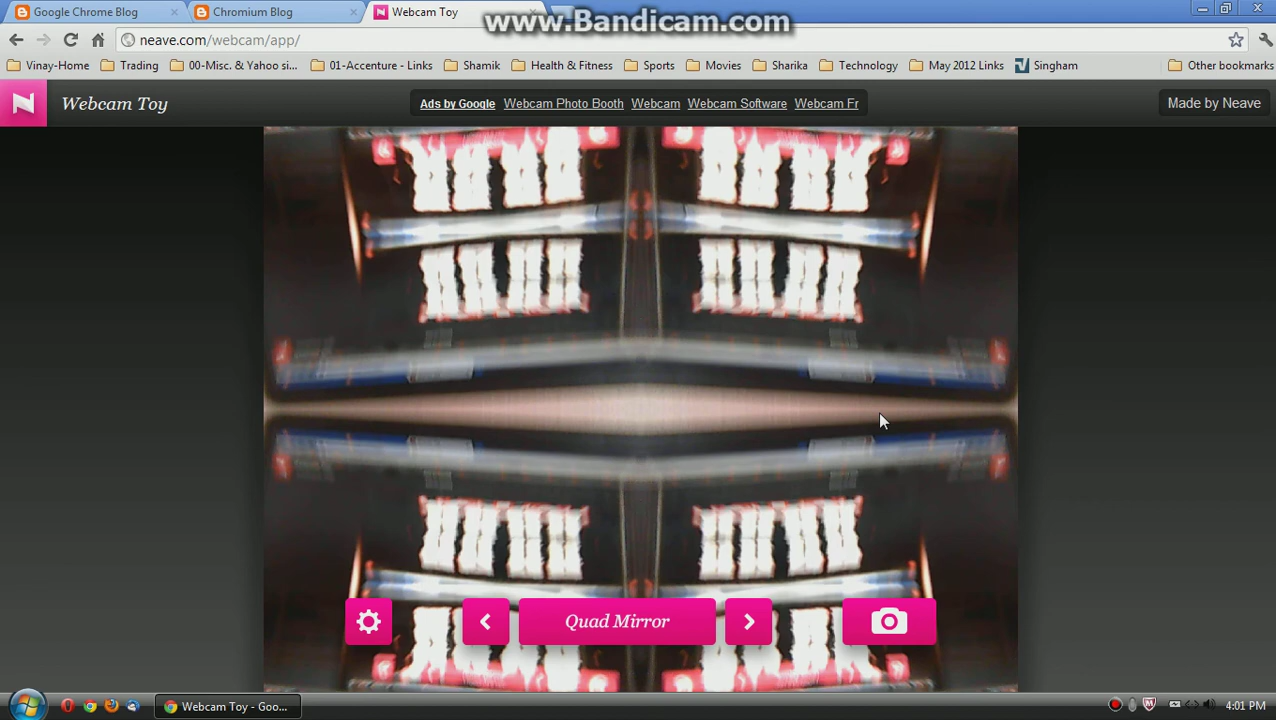 Google Chrome Blog
Chromium Blog
Webcam Toy
www.Bandicam.com
neave.com/webcam/app/
Vinay-Home
Trading
00-Misc. & Yahoo si...
01-Accenture - Links
Shamik
Health & Fitness
Sports
Movies
Sharika
Technology
May 2012 Links
Singham
Other bookmarks
N Webcam Toy
Ads by Google Webcam Photo Booth Webcam Webcam Software Webcam Fr
Made by Neave
Quad Mirror
Webcam Toy - Goo...
4:01 PM